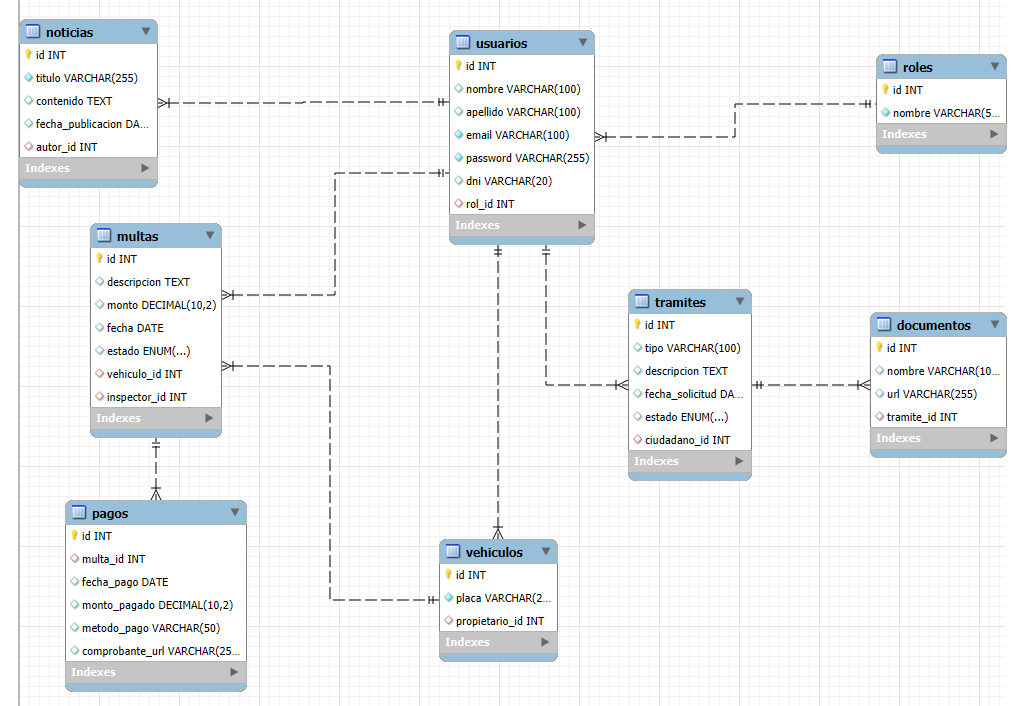 noticias
id INT
titulo VARCHAR(255)
contenido TEXT
fecha_publicacion DA...
autor_id INT
Indexes
usuarios
id INT
nombre VARCHAR(100)
apellido VARCHAR(100)
email VARCHAR(100)
password VARCHAR(255)
dni VARCHAR(20)
rol_id INT
Indexes
roles
id INT
nombre VARCHAR(5...
Indexes
multas
id INT
descripcion TEXT
monto DECIMAL(10,2)
fecha DATE
estado ENUM(...)
vehiculo_id INT
inspector_id INT
Indexes
tramites
id INT
tipo VARCHAR(100)
descripcion TEXT
fecha_solicitud DA...
estado ENUM(...)
ciudadano_id INT
Indexes
documentos
id INT
nombre VARCHAR(10...
url VARCHAR(255)
tramite_id INT
Indexes
pagos
id INT
multa_id INT
fecha_pago DATE
monto_pagado DECIMAL(10,2)
metodo_pago VARCHAR(50)
comprobante_url VARCHAR(25...
Indexes
vehiculos
id INT
placa VARCHAR(2...
propietario_id INT
Indexes